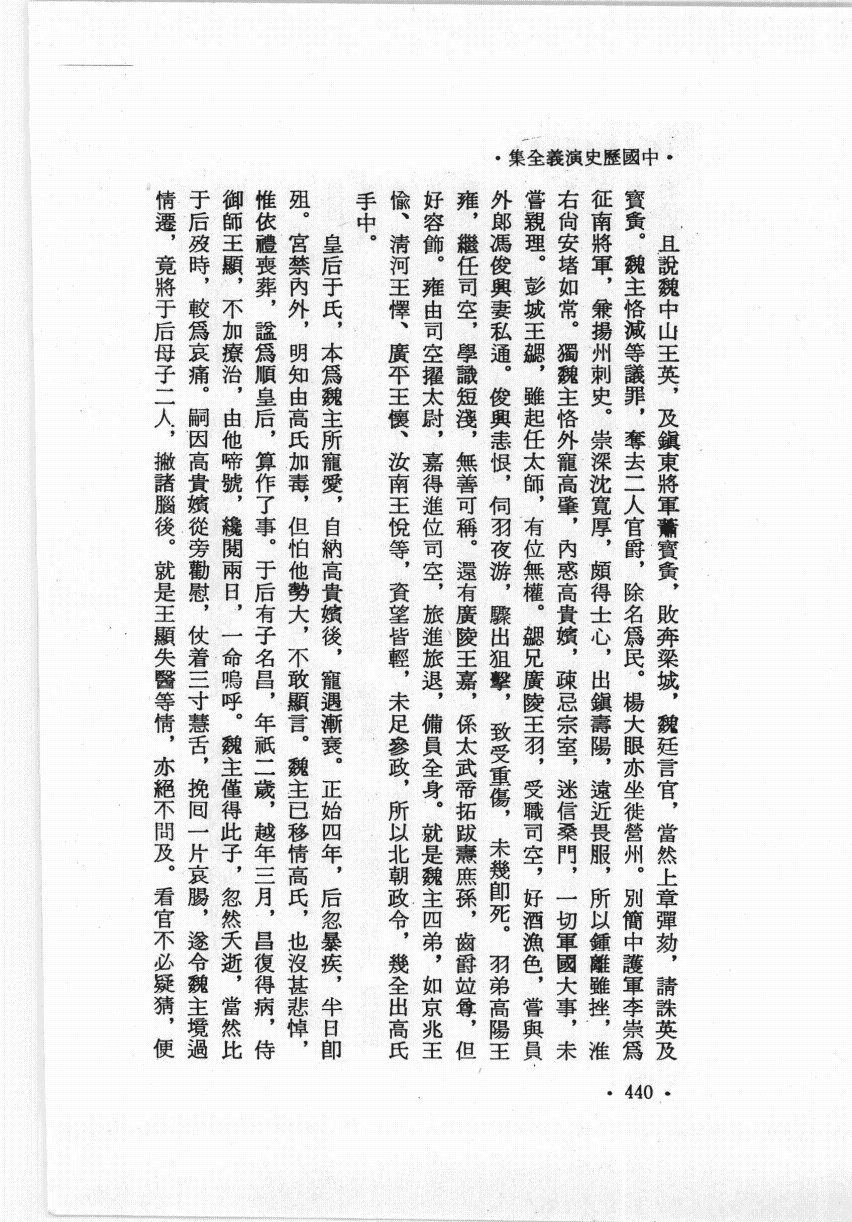 ·中國歷史演義全集·
且說魏中山王英，及鎭東將軍蕭寶夤，敗奔梁城，魏廷言官，當然上章彈劾，請誅英及
寶夤。魏主恪減等議罪，奪去二人官爵，除名爲民。楊大眼亦坐徙營州。別簡中護軍李崇爲
征南將軍，兼揚州刺史。崇深沈寬厚，頗得士心，出鎭壽陽，遠近畏服，所以鍾離雖挫，淮
右尙安堵如常。獨魏主恪外寵高肇，內惑高貴嬪，疎忌宗室，迷信桑門，一切軍國大事，未
嘗親理。彭城王勰，雖起任太師，有位無權。勰兄廣陵王羽，受職司空，好酒漁色，嘗與員
外郎馮俊興妻私通。俊興恚恨，伺羽夜游，驟出狙擊，致受重傷，未幾卽死。羽弟高陽王
雍，繼任司空，學識短淺，無善可稱。還有廣陵王嘉，係太武帝拓跋燾庶孫，齒爵竝尊，但
好容飾。雍由司空擢太尉，嘉得進位司空，旅進旅退，備員全身。就是魏主四弟，如京兆王
愉、清河王懌、廣平王懷、汝南王悅等，資望皆輕，未足參政，所以北朝政令，幾全出高氏
手中。
皇后于氏，本爲魏主所寵愛，自納高貴嬪後，寵遇漸衰。正始四年，后忽暴疾，半日卽
殂。宮禁內外，明知由高氏加毒，但怕他勢大，不敢顯言。魏主已移情高氏，也沒甚悲悼，
惟依禮喪葬，諡爲順皇后，算作了事。于后有子名昌，年祇二歲，越年三月，昌復得病，侍
御師王顯，不加療治，由他啼號，纔閱兩日，一命嗚呼。魏主僅得此子，忽然夭逝，當然比
于后歿時，較爲哀痛。嗣因高貴嬪從旁勸慰，仗着三寸慧舌，挽囘一片哀腸，遂令魏主境過
情遷，竟將于后母子二人，撇諸腦後。就是王顯失醫等情，亦絕不問及。看官不必疑猜，便
·440·